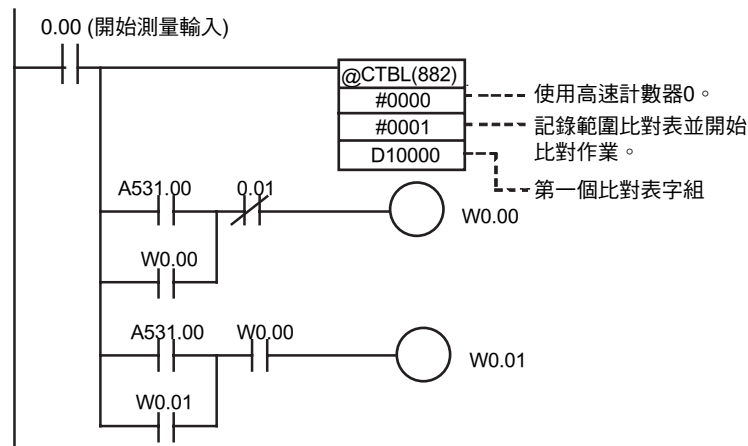 0.00 (開始測量輸入)
@CTBL(882)
#0000
使用高速計數器0。
#0001
記錄範圍比對表並開始
比對作業。
D10000
第一個比對表字組
A531.00
0.01
W0.00
W0.00
A531.00
W0.00
W0.01
W0.01